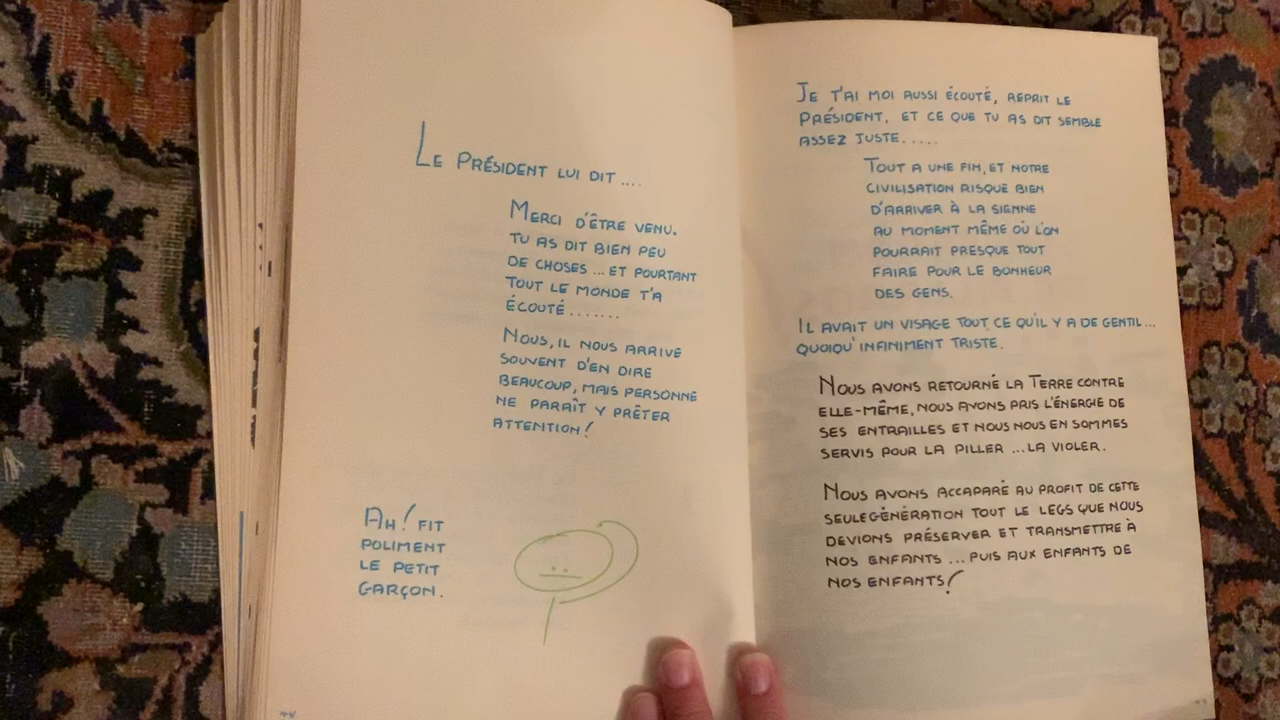 Le Président lui dit ....
Merci d'être venu.
Tu as dit bien peu
de choses ... et pourtant
tout le monde t'a
écouté.......
Nous, il nous arrive
souvent d'en dire
beaucoup, mais personne
ne paraît y prêter
attention!
Ah! fit
poliment
le petit
garçon.
Je t'ai moi aussi écouté, reprit le
Président, et ce que tu as dit semble
assez juste.....
Tout a une fin, et notre
civilisation risque bien
d'arriver à la sienne
au moment même où l'on
pourrait presque tout
faire pour le bonheur
des gens.
Il avait un visage tout ce qu'il y a de gentil...
quoiqu'infiniment triste.
Nous avons retourné la Terre contre
elle-même, nous avons pris l'énergie de
ses entrailles et nous nous en sommes
servis pour la piller ... la violer.
Nous avons accaparé au profit de cette
seule génération tout le legs que nous
devions préserver et transmettre à
nos enfants ... puis aux enfants de
nos enfants!